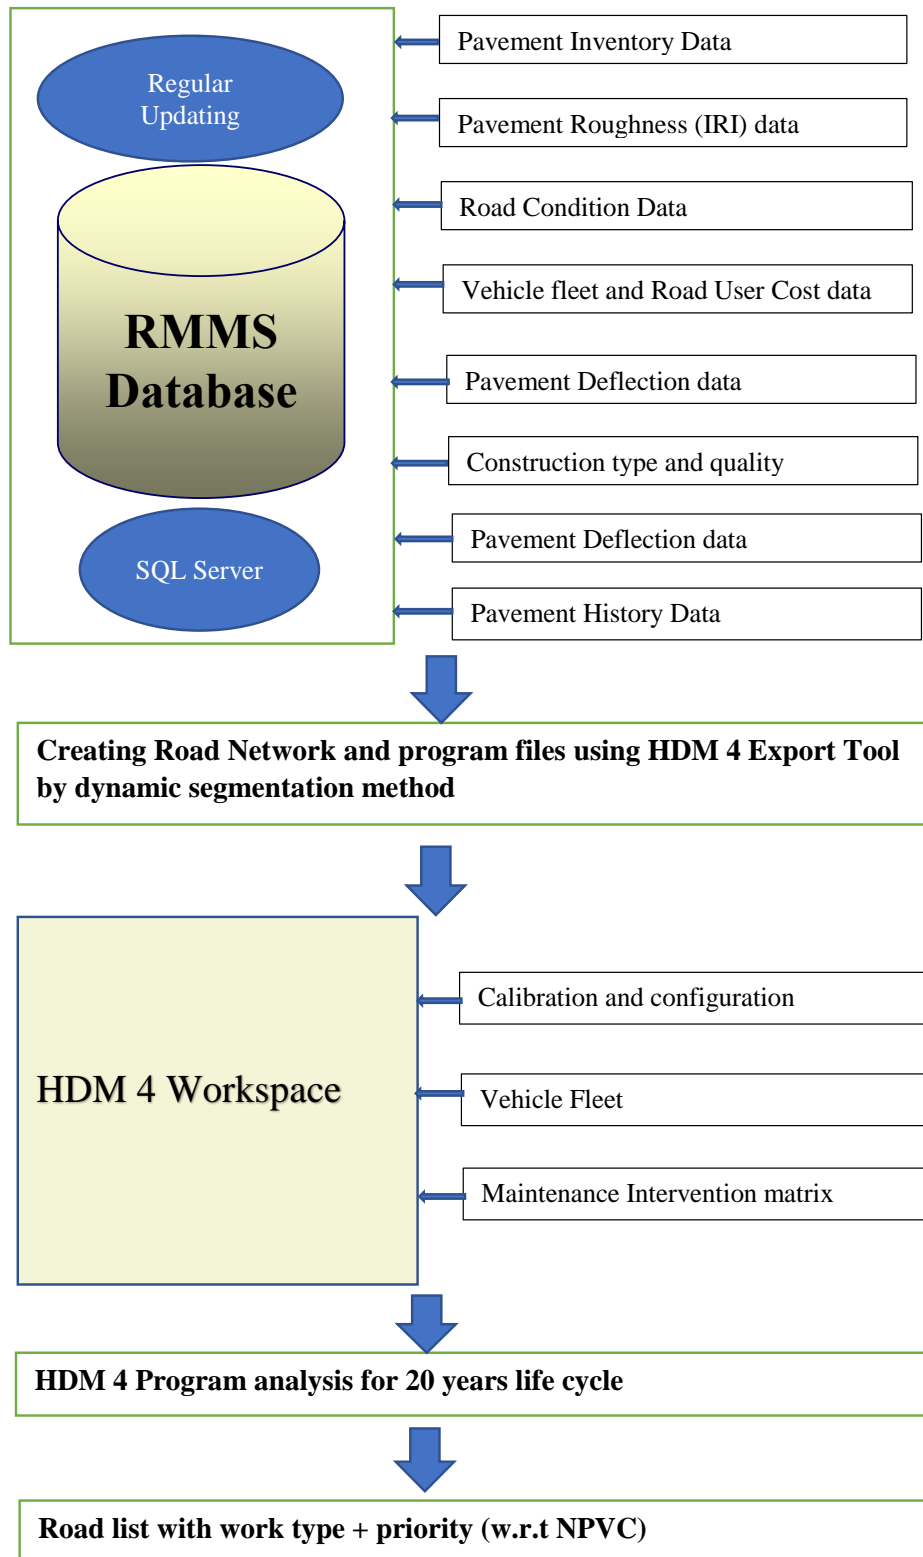 Regular
Updating
RMMS
Database
SQL Server
Pavement Inventory Data
Pavement Roughness (IRI) data
Road Condition Data
Vehicle fleet and Road User Cost data
Pavement Deflection data
Construction type and quality
Pavement Deflection data
Pavement History Data
Creating Road Network and program files using HDM 4 Export Tool
by dynamic segmentation method
HDM 4 Workspace
Calibration and configuration
Vehicle Fleet
Maintenance Intervention matrix
HDM 4 Program analysis for 20 years life cycle
Road list with work type + priority (w.r.t NPVC)